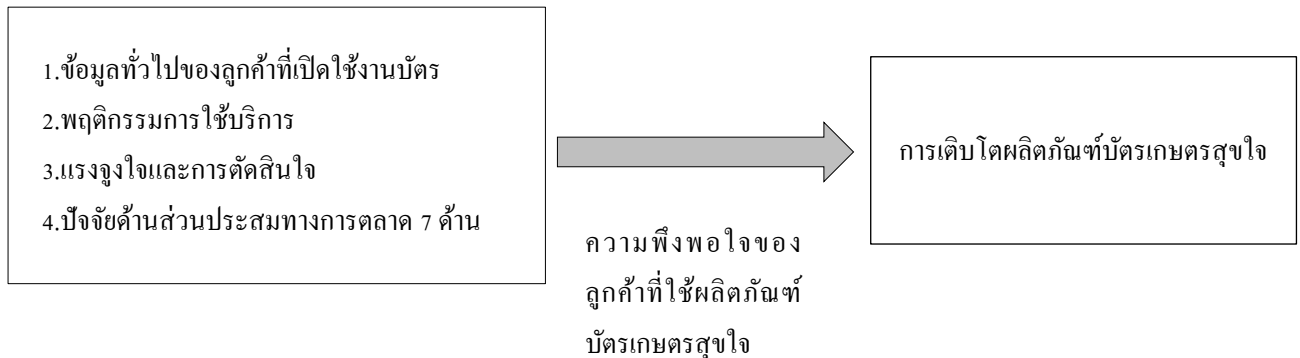 1.ข้อมูลทั่วไปของลูกค้าที่เปิดใช้งานบัตร
2.พฤติกรรมการใช้บริการ
3.แรงจูงใจและการตัดสินใจ
4.ปัจจัยด้านส่วนประสมทางการตลาด 7 ด้าน
การเติบโตผลิตภัณฑ์บัตรเกษตรสุขใจ
ความพึงพอใจของ
ลูกค้าที่ใช้ผลิตภัณฑ์
บัตรเกษตรสุขใจ